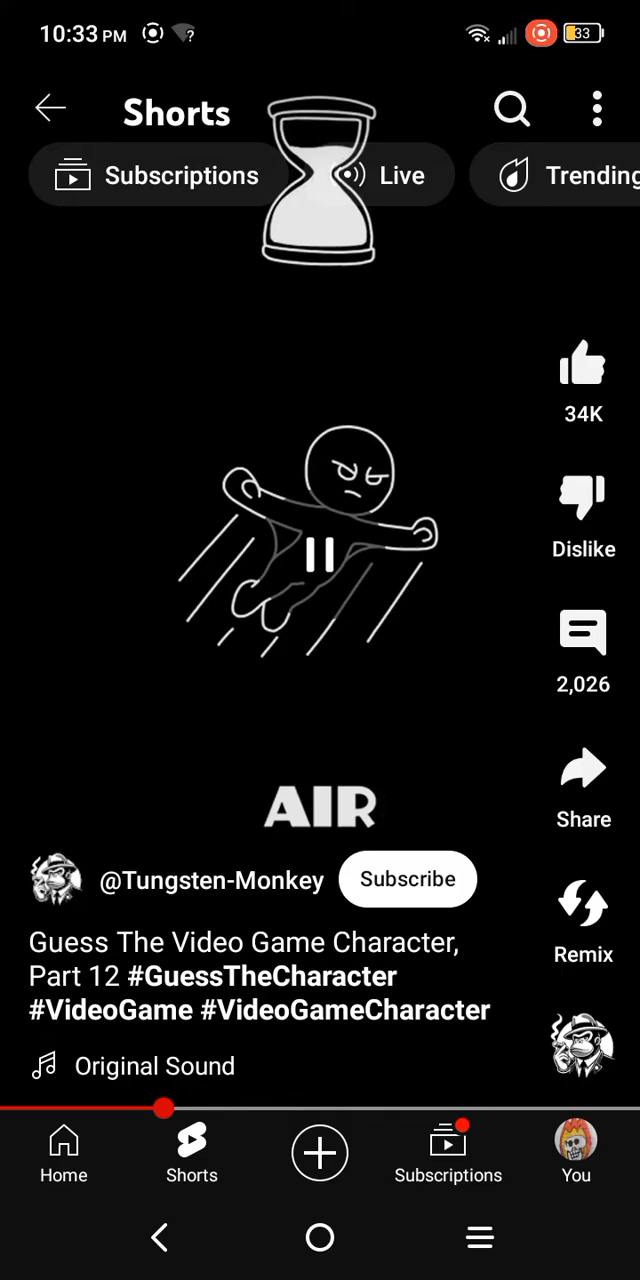 10:33 PM
33
Shorts
Subscriptions
Live
Trending
34K
Dislike
2,026
Share
AIR
@Tungsten-Monkey
Subscribe
Remix
Guess The Video Game Character,
Part 12 #GuessTheCharacter
#VideoGame #VideoGameCharacter
Original Sound
Home
Shorts
Subscriptions
You